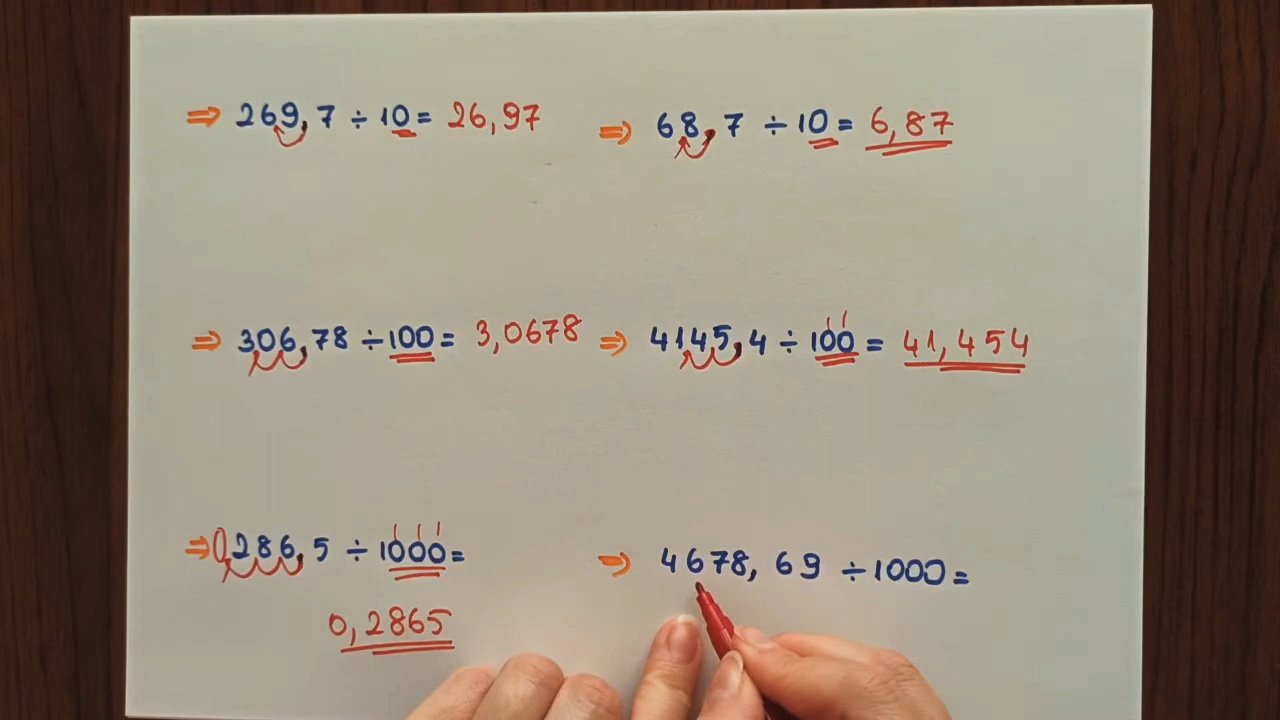 ⇒ 269,7 ÷ 10 = 26,97
⇒ 68,7 ÷ 10 = 6,87
⇒ 306,78 ÷ 100 = 3,0678
⇒ 4145,4 ÷ 100 = 41,454
⇒ 0286,5 ÷ 1000 =
0,2865
⇒ 4678,69 ÷ 1000 =